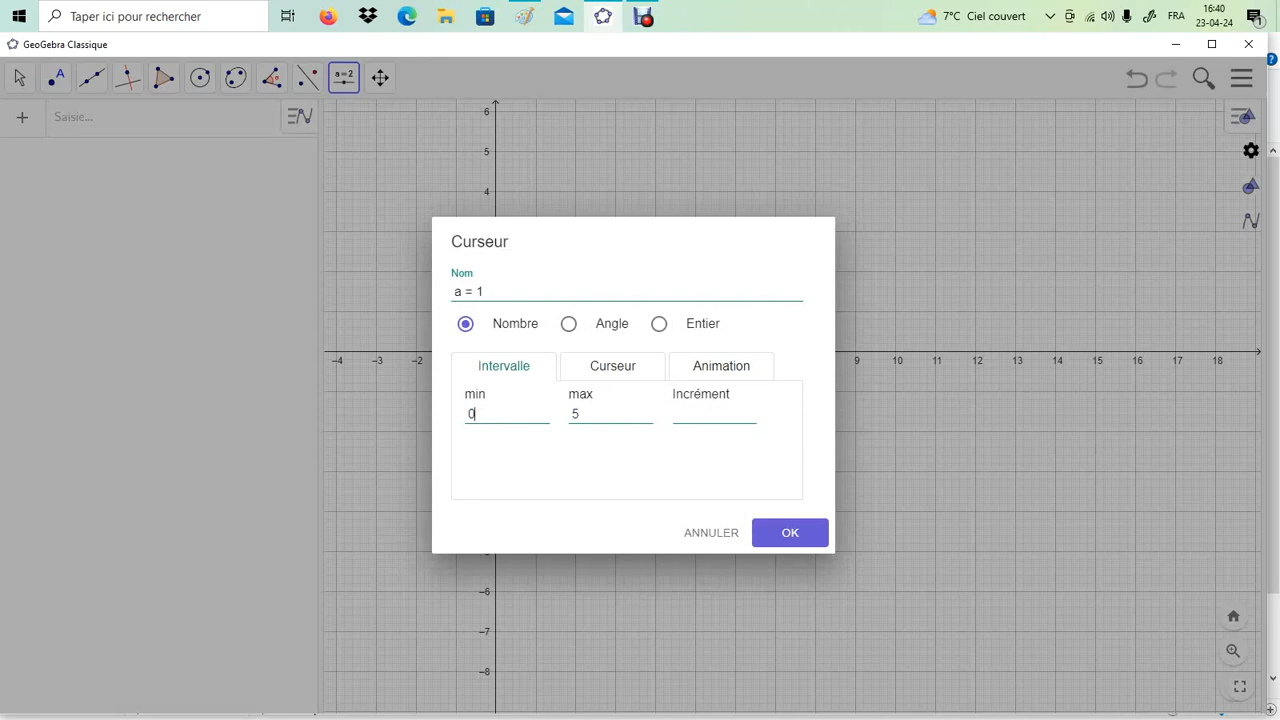 Taper ici pour rechercher
7°C Ciel couvert
FRA
16:40
23-04-24
1
GeoGebra Classique
A
a=2
Saisie...
6
5
4
-4 -3 -2 9 10 11 12 13 14 15 16 17 18
-6
-7
-8
Curseur
Nom
a = 1
Nombre Angle Entier
Intervalle Curseur Animation
min max Incrément
0 5
ANNULER OK